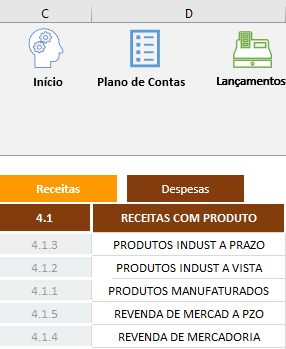 C D
Início Plano de Contas Lançamentos
Receitas Despesas
4.1 RECEITAS COM PRODUTO
4.1.3 PRODUTOS INDUST A PRAZO
4.1.2 PRODUTOS INDUST A VISTA
4.1.1 PRODUTOS MANUFATURADOS
4.1.5 REVENDA DE MERCAD A PZO
4.1.4 REVENDA DE MERCADORIA